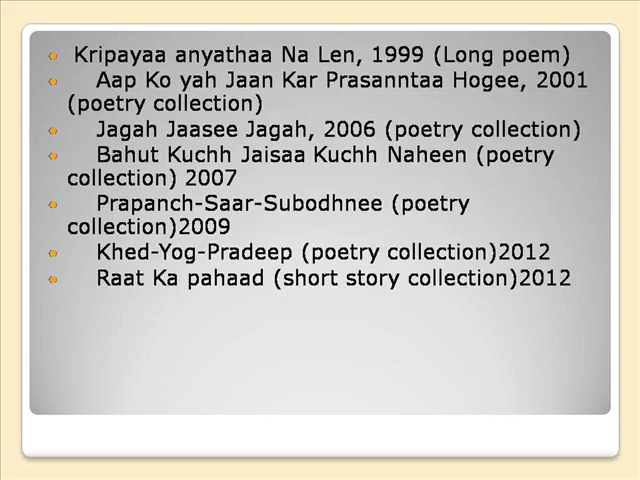 Kripayaa anyathaa Na Len, 1999 (Long poem)
Aap Ko yah Jaan Kar Prasanntaa Hogee, 2001
(poetry collection)
Jagah Jaasee Jagah, 2006 (poetry collection)
Bahut Kuchh Jaisaa Kuchh Naheen (poetry
collection) 2007
Prapanch-Saar-Subodhnee (poetry
collection)2009
Khed-Yog-Pradeep (poetry collection)2012
Raat Ka pahaad (short story collection)2012